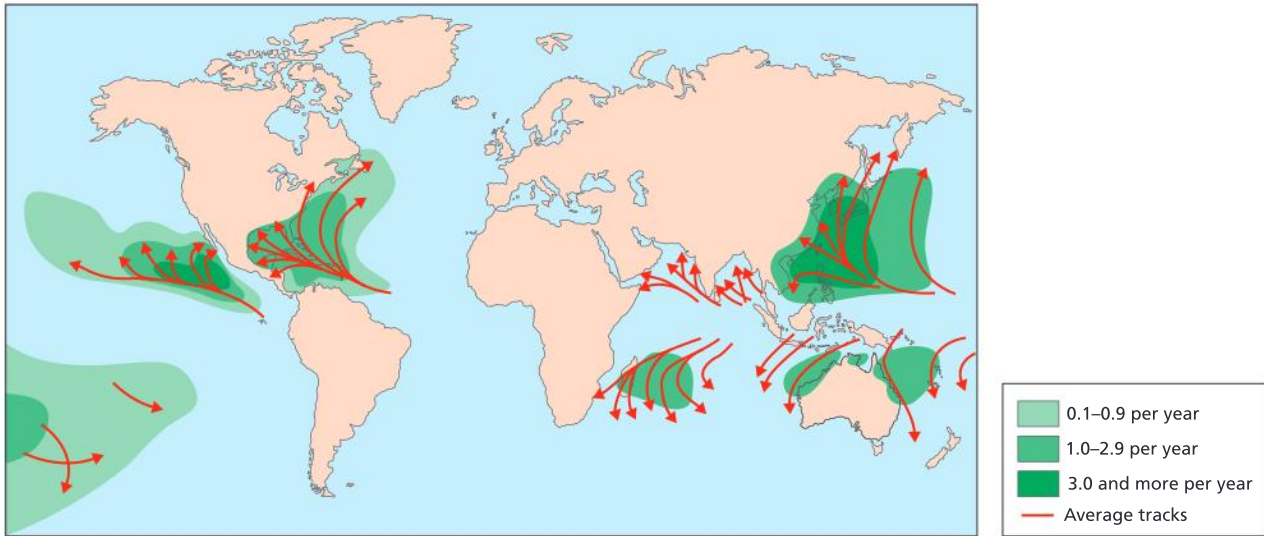 0.1–0.9 per year
1.0–2.9 per year
3.0 and more per year
Average tracks